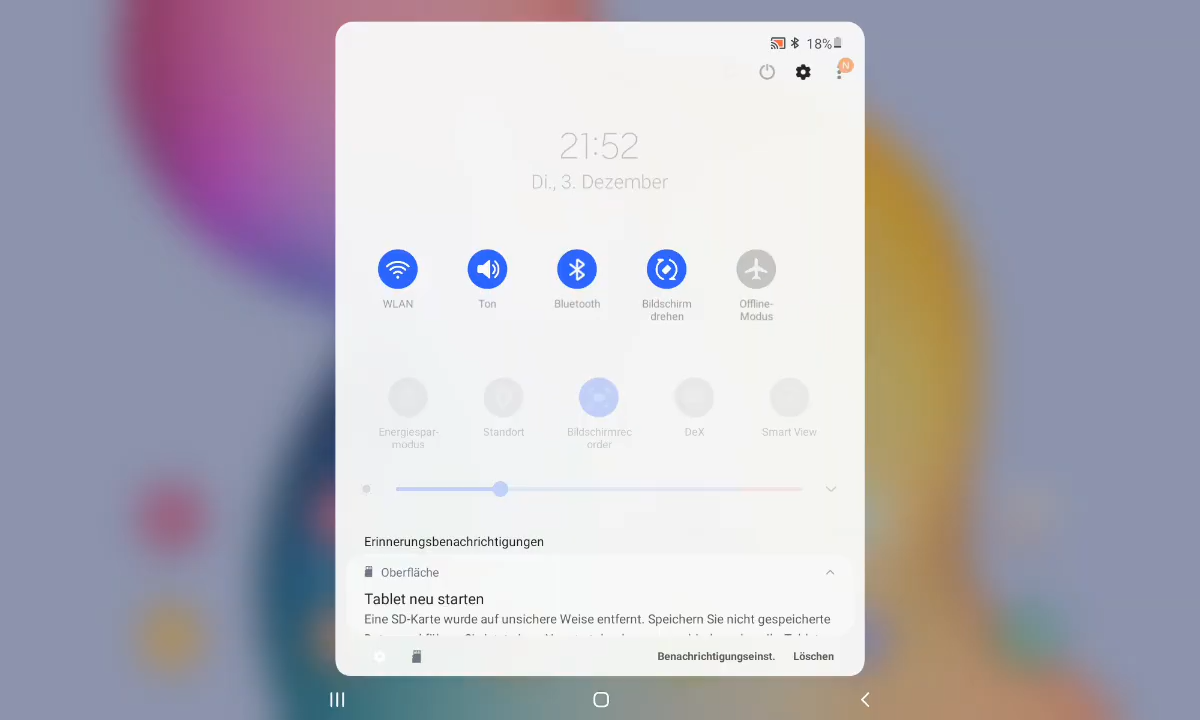 18%
N
21:52
Di., 3. Dezember
WLAN
Ton
Bluetooth
Bildschirm
drehen
Offline-
Modus
Energiespar-
modus
Standort
Bildschirmrec
order
DeX
Smart View
Erinnerungsbenachrichtigungen
Oberfläche
Tablet neu starten
Eine SD-Karte wurde auf unsichere Weise entfernt. Speichern Sie nicht gespeicherte
Benachrichtigungseinst.
Löschen